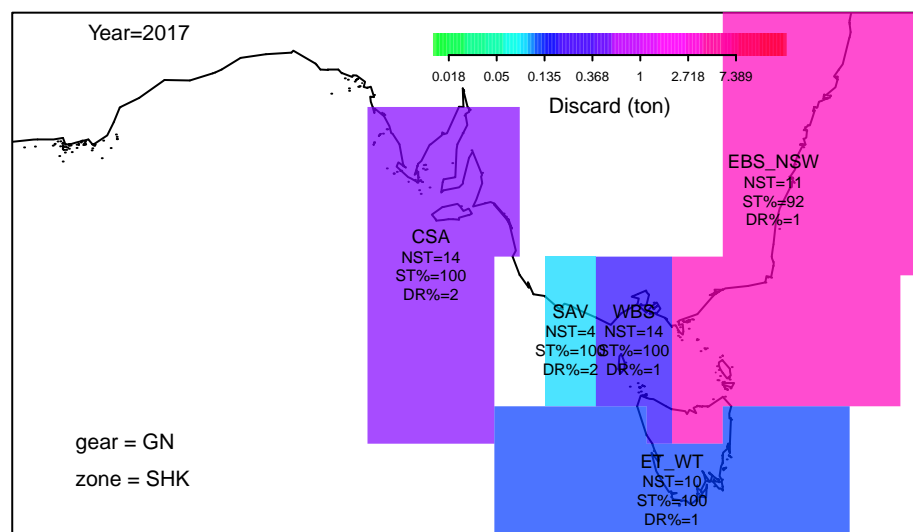 Year=2017
0.018 0.05 0.135 0.368 1 2.718 7.389
Discard (ton)
EBS_NSW
NST=11
ST%=92
DR%=1
CSA
NST=14
ST%=100
DR%=2
SAV
NST=4
ST%=100
DR%=2
WBS
NST=14
ST%=100
DR%=1
gear = GN
zone = SHK
ET_WT
NST=10
ST%=100
DR%=1